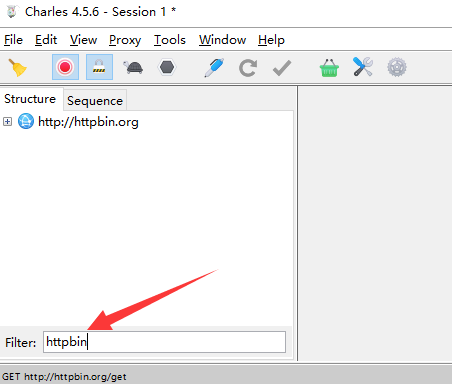 Charles 4.5.6 - Session 1 *
File Edit View Proxy Tools Window Help
Structure Sequence
http://httpbin.org
Filter: httpbin
GET http://httpbin.org/get